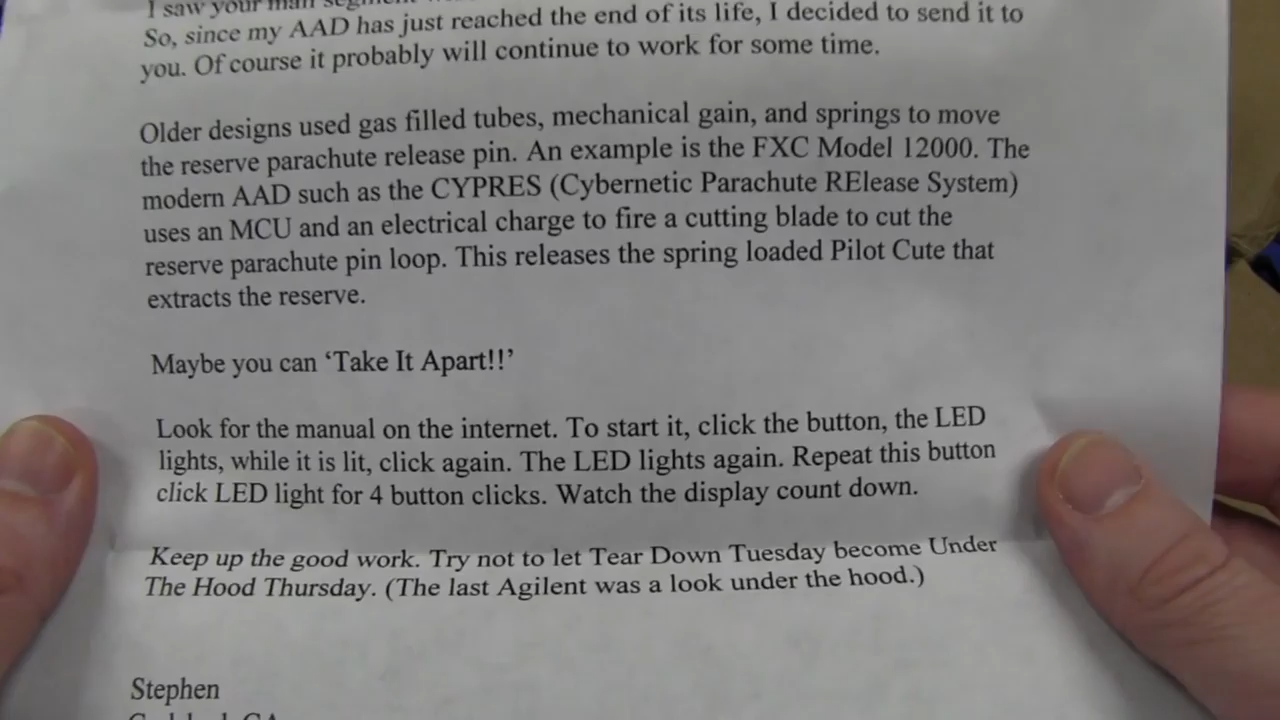 I saw your mail segment
So, since my AAD has just reached the end of its life, I decided to send it to
you. Of course it probably will continue to work for some time.
Older designs used gas filled tubes, mechanical gain, and springs to move
the reserve parachute release pin. An example is the FXC Model 12000. The
modern AAD such as the CYPRES (Cybernetic Parachute RElease System)
uses an MCU and an electrical charge to fire a cutting blade to cut the
reserve parachute pin loop. This releases the spring loaded Pilot Cute that
extracts the reserve.
Maybe you can ‘Take It Apart!!’
Look for the manual on the internet. To start it, click the button, the LED
lights, while it is lit, click again. The LED lights again. Repeat this button
click LED light for 4 button clicks. Watch the display count down.
Keep up the good work. Try not to let Tear Down Tuesday become Under
The Hood Thursday. (The last Agilent was a look under the hood.)
Stephen